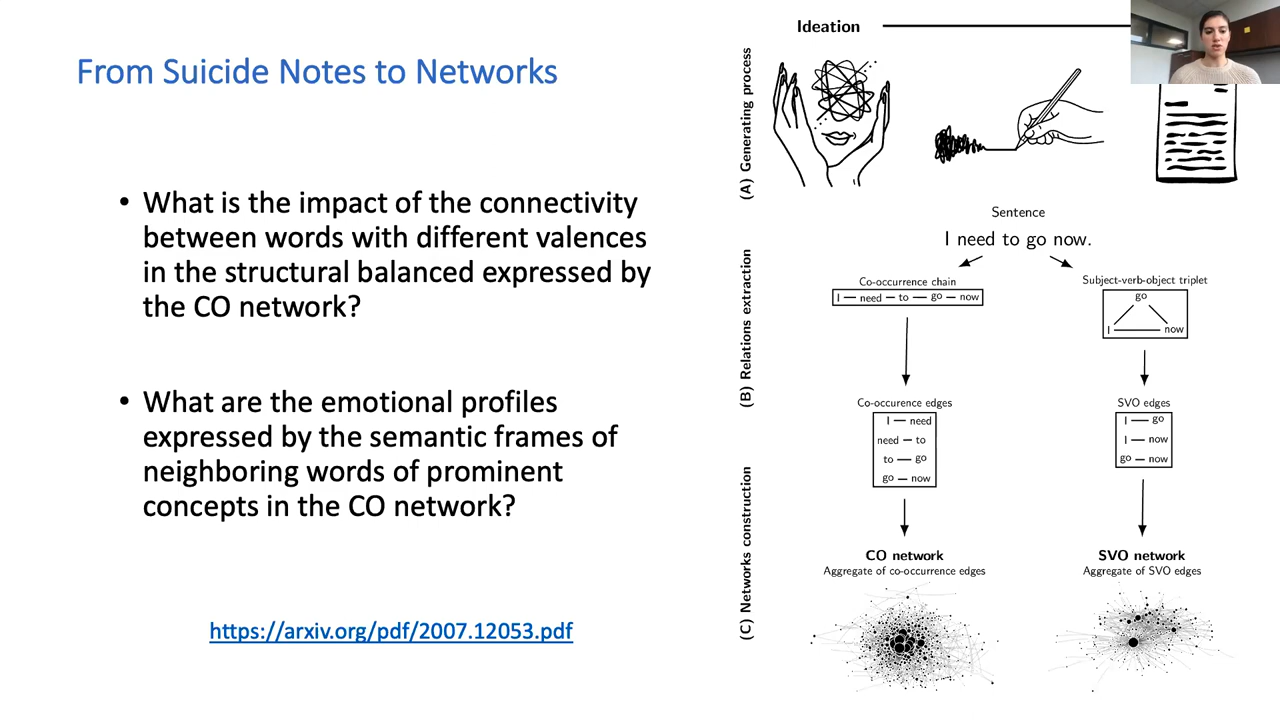 From Suicide Notes to Networks
• What is the impact of the connectivity
between words with different valences
in the structural balanced expressed by
the CO network?
• What are the emotional profiles
expressed by the semantic frames of
neighboring words of prominent
concepts in the CO network?
https://arxiv.org/pdf/2007.12053.pdf
Ideation
(A) Generating process
Sentence
I need to go now.
(B) Relations extraction
Co-occurrence chain
I — need — to — go — now
Subject-verb-object triplet
go
I — now
Co-occurence edges
I — need
need — to
to — go
go — now
SVO edges
I — go
I — now
go — now
(C) Networks construction
CO network
Aggregate of co-occurrence edges
SVO network
Aggregate of SVO edges